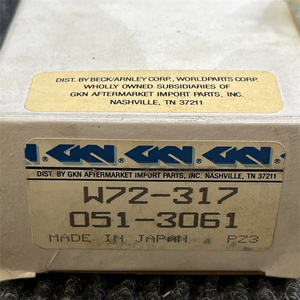 DIST. BY BECK/ARNLEY CORP., WORLDPARTS CORP.
WHOLLY OWNED SUBSIDIARIES OF
GKN AFTERMARKET IMPORT PARTS, INC.
NASHVILLE, TN 37211
GKN GKN GKN
DIST. BY GKN AFTERMARKET IMPORT PARTS, INC. NASHVILLE, TN 37211
W72-317
051-3061
MADE IN JAPAN PZ3